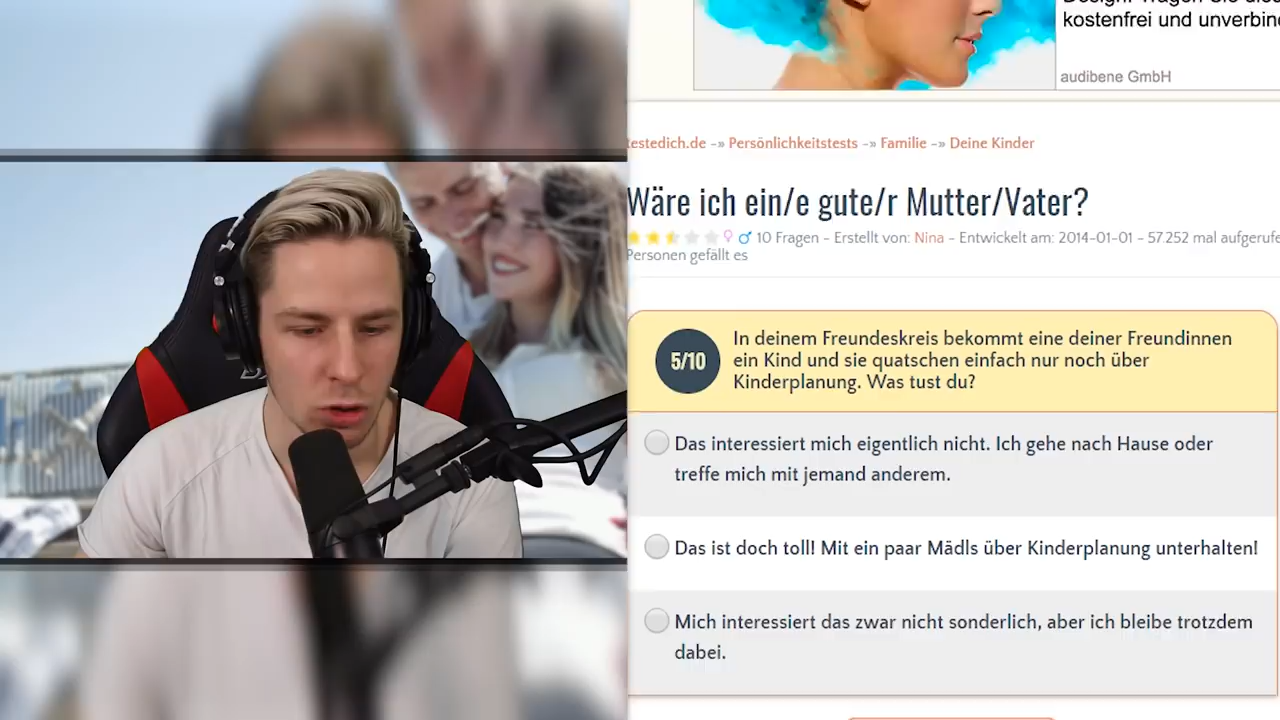 kostenfrei und unverbin
audibene GmbH
testedich.de -» Persönlichkeitstests -» Familie -» Deine Kinder
Wäre ich ein/e gute/r Mutter/Vater?
10 Fragen - Erstellt von: Nina - Entwickelt am: 2014-01-01 - 57.252 mal aufgerufe
Personen gefällt es
5/10
In deinem Freundeskreis bekommt eine deiner Freundinnen
ein Kind und sie quatschen einfach nur noch über
Kinderplanung. Was tust du?
Das interessiert mich eigentlich nicht. Ich gehe nach Hause oder
treffe mich mit jemand anderem.
Das ist doch toll! Mit ein paar Mädls über Kinderplanung unterhalten!
Mich interessiert das zwar nicht sonderlich, aber ich bleibe trotzdem
dabei.